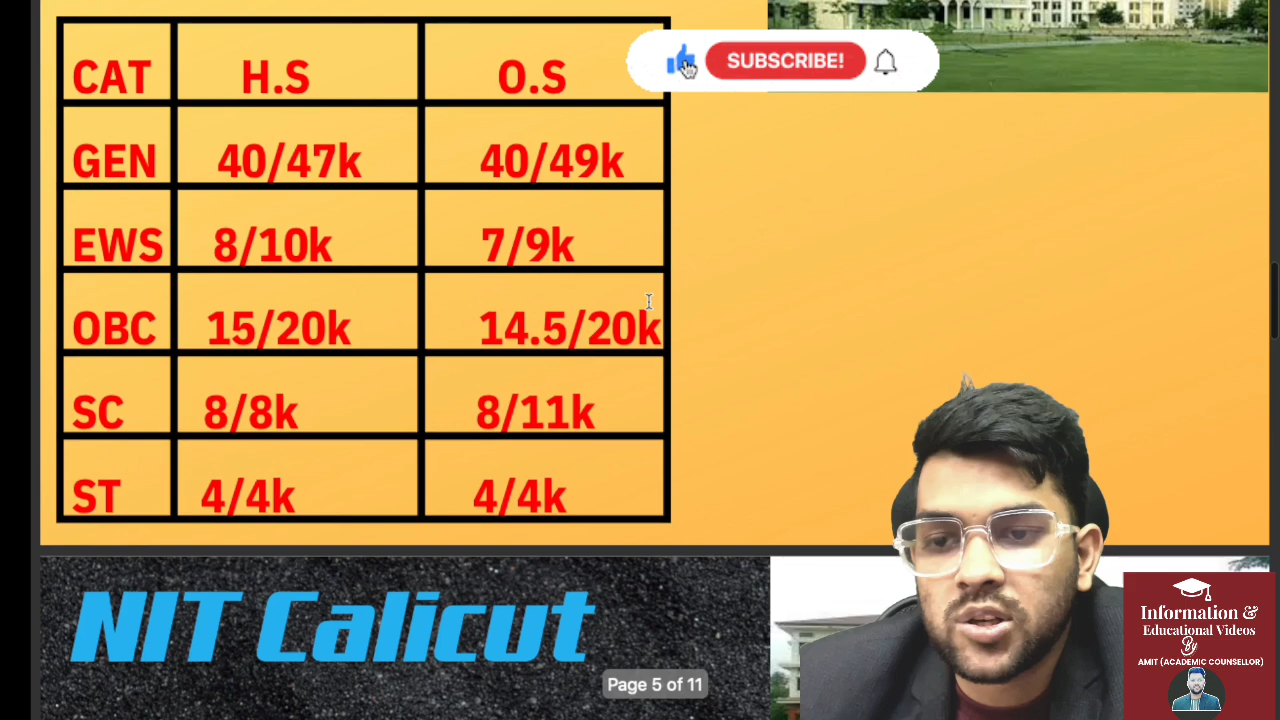 CAT H.S O.S
GEN 40/47k 40/49k
EWS 8/10k 7/9k
OBC 15/20k 14.5/20k
SC 8/8k 8/11k
ST 4/4k 4/4k
SUBSCRIBE!
NIT Calicut
Page 5 of 11
Information &
Educational Videos
By
AMIT (ACADEMIC COUNSELLOR)